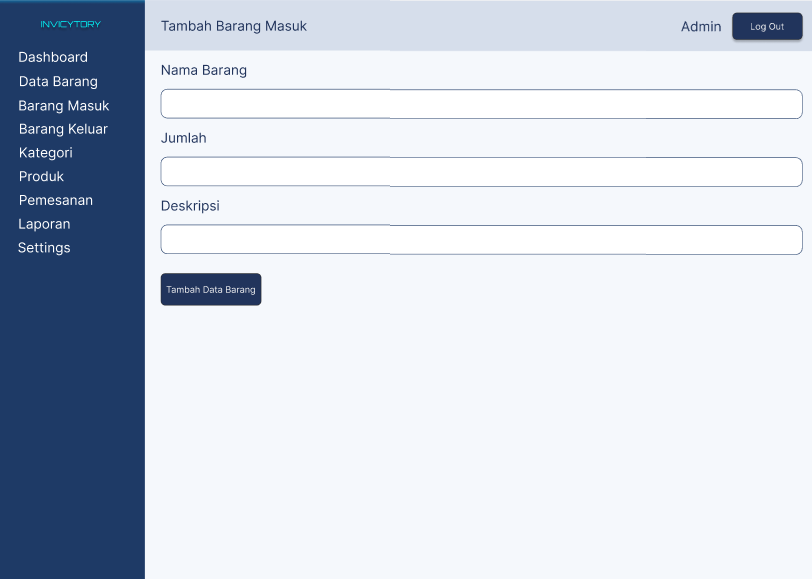 INVICYTORY
Dashboard
Data Barang
Barang Masuk
Barang Keluar
Kategori
Produk
Pemesanan
Laporan
Settings
Tambah Barang Masuk
Admin
Log Out
Nama Barang
Jumlah
Deskripsi
Tambah Data Barang